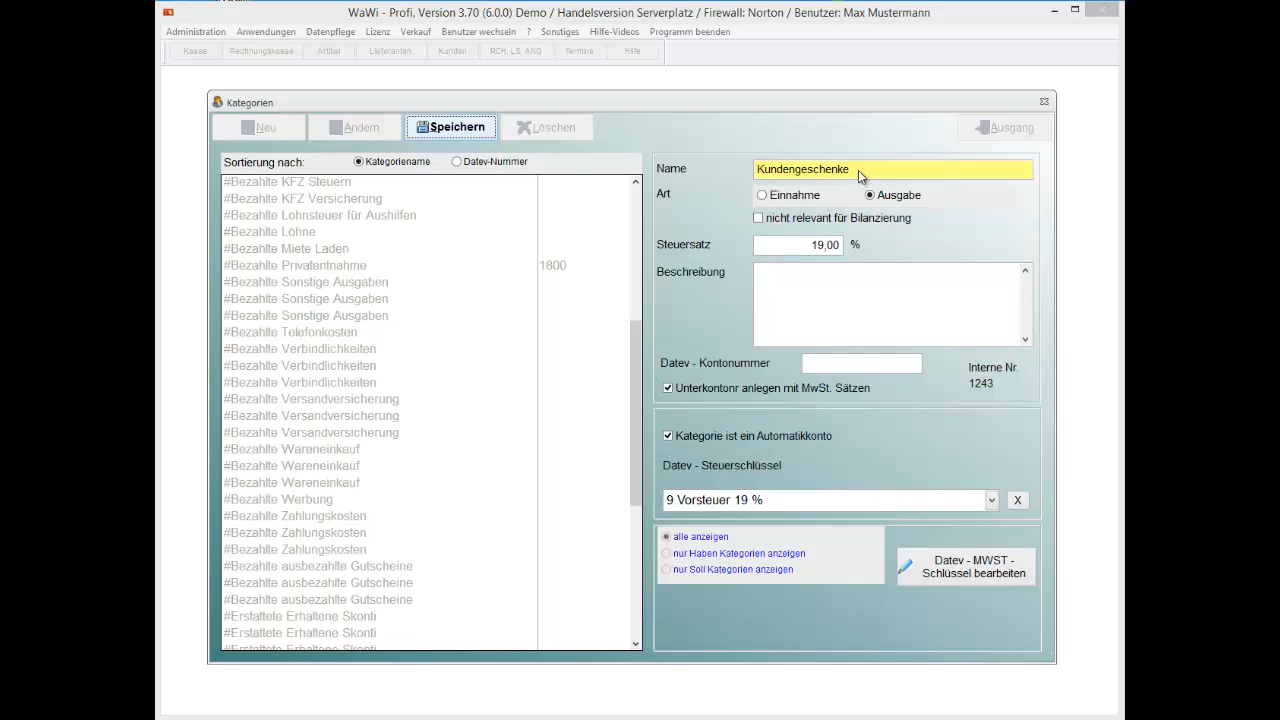 WaWi - Profi, Version 3.70 (6.0.0) Demo / Handelsversion Serverplatz / Firewall: Norton / Benutzer: Max Mustermann
Administration Anwendungen Datenpflege Lizenz Verkauf Benutzer wechseln ? Sonstiges Hilfe-Videos Programm beenden
Kasse Rechnungskasse Artikel Lieferanten Kunden RCH, LS, ANG Termine Hilfe
Kategorien
Neu Ändern Speichern Löschen Ausgang
Sortierung nach: Kategoriename Datev-Nummer
#Bezahlte KFZ Steuern
#Bezahlte KFZ Versicherung
#Bezahlte Lohnsteuer für Aushilfen
#Bezahlte Löhne
#Bezahlte Miete Laden
#Bezahlte Privatentnahme 1800
#Bezahlte Sonstige Ausgaben
#Bezahlte Sonstige Ausgaben
#Bezahlte Sonstige Ausgaben
#Bezahlte Telefonkosten
#Bezahlte Verbindlichkeiten
#Bezahlte Verbindlichkeiten
#Bezahlte Verbindlichkeiten
#Bezahlte Versandversicherung
#Bezahlte Versandversicherung
#Bezahlte Versandversicherung
#Bezahlte Wareneinkauf
#Bezahlte Wareneinkauf
#Bezahlte Wareneinkauf
#Bezahlte Werbung
#Bezahlte Zahlungskosten
#Bezahlte Zahlungskosten
#Bezahlte Zahlungskosten
#Bezahlte ausbezahlte Gutscheine
#Bezahlte ausbezahlte Gutscheine
#Bezahlte ausbezahlte Gutscheine
#Erstattete Erhaltene Skonti
#Erstattete Erhaltene Skonti
#Erstattete Erhaltene Skonti
Name Kundengeschenke
Art Einnahme Ausgabe
nicht relevant für Bilanzierung
Steuersatz 19,00 %
Beschreibung
Datev - Kontonummer
Interne Nr.
1243
Unterkontonr anlegen mit MwSt. Sätzen
Kategorie ist ein Automatikkonto
Datev - Steuerschlüssel
9 Vorsteuer 19 % X
alle anzeigen
nur Haben Kategorien anzeigen
nur Soll Kategorien anzeigen
Datev - MWST -
Schlüssel bearbeiten